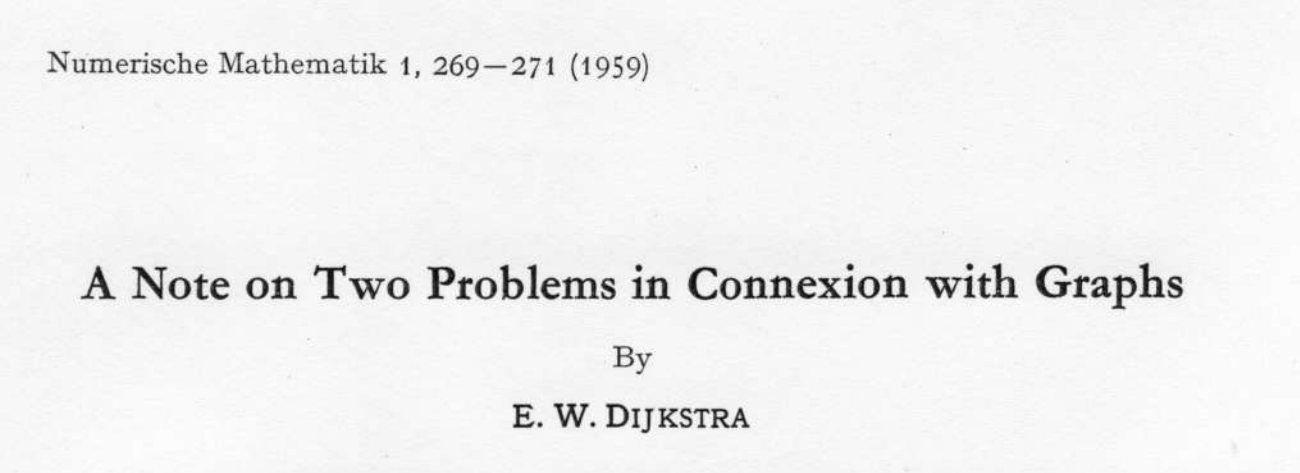 Numerische Mathematik 1, 269—271 (1959)
A Note on Two Problems in Connexion with Graphs
By
E. W. DIJKSTRA